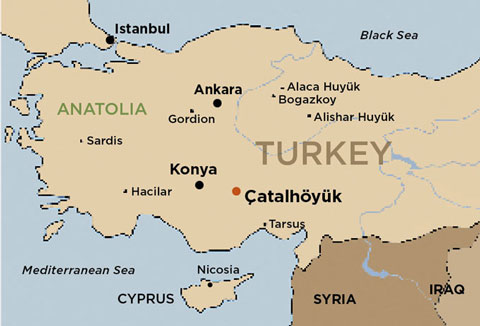 Istanbul
Black Sea
Ankara
Alaca Huyük
Bogazkoy
ANATOLIA
Gordion
Alishar Huyük
Sardis
TURKEY
Konya
Hacilar
Çatalhöyük
Tarsus
Mediterranean Sea
Nicosia
CYPRUS
SYRIA
IRAQ